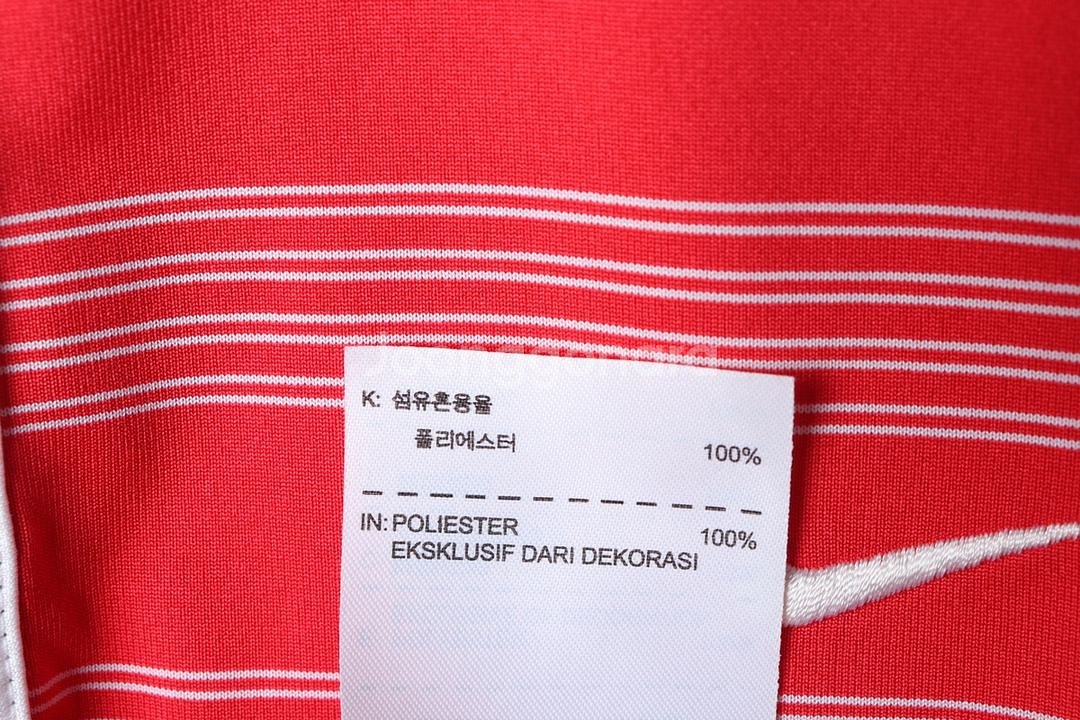 K: 섬유혼용율
폴리에스터 100%
IN: POLIESTER 100%
EKSKLUSIF DARI DEKORASI